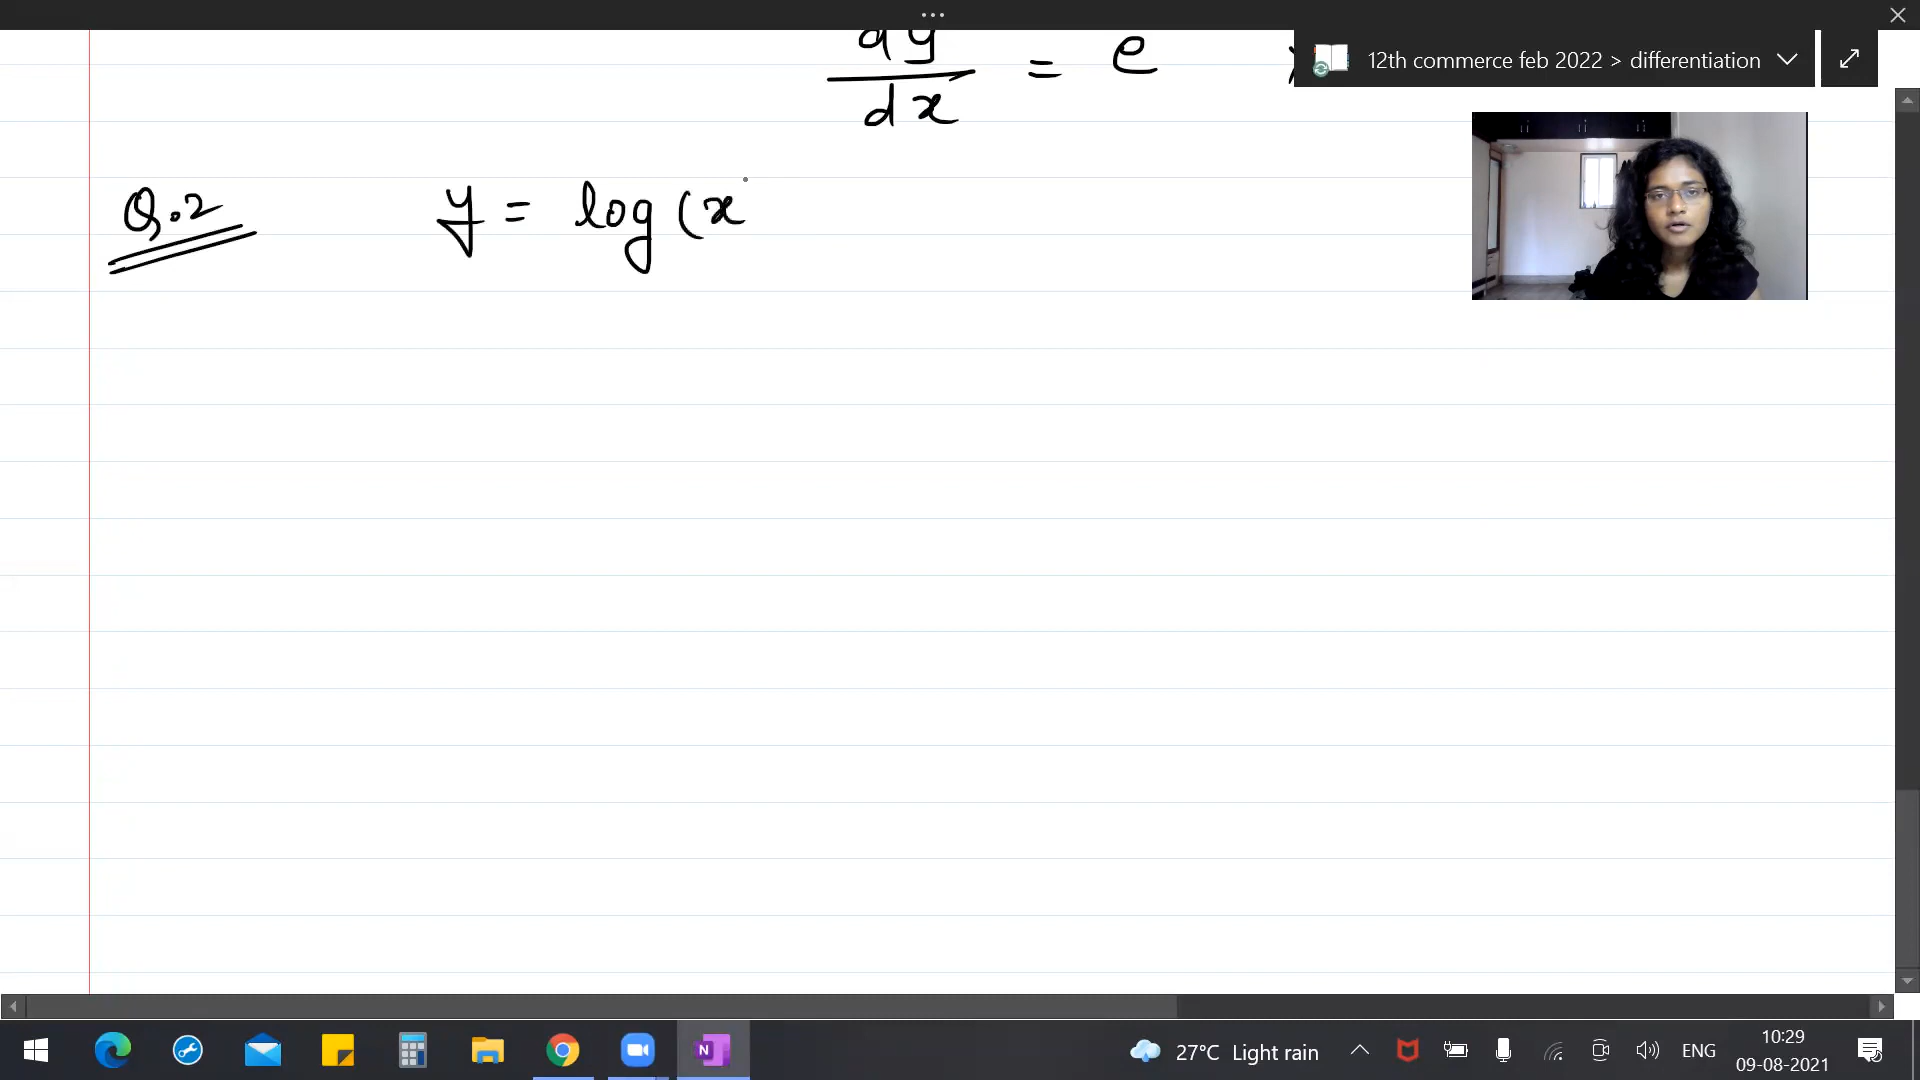 dy
12th commerce feb 2022 > differentiation
= e
dx
Q.2 y = log (x
27°C Light rain
ENG
10:29
09-08-2021